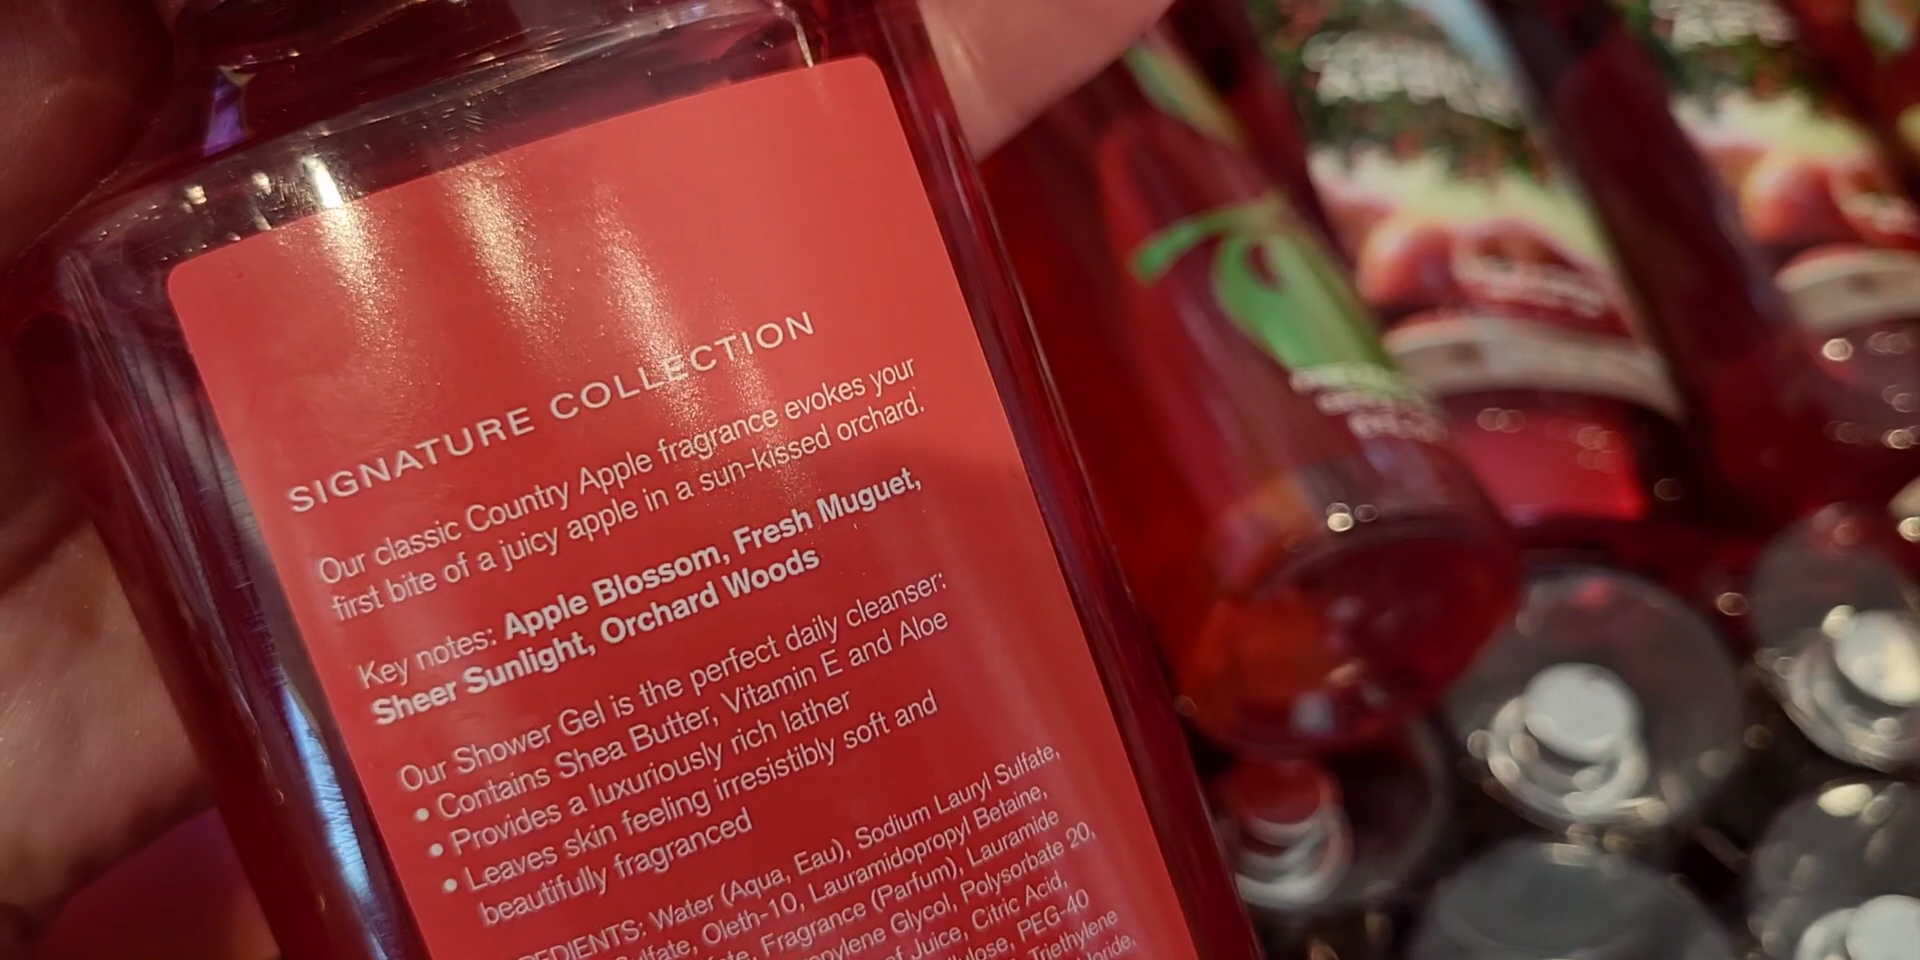 SIGNATURE COLLECTION
Our classic Country Apple fragrance evokes your
first bite of a juicy apple in a sun-kissed orchard.
Key notes: Apple Blossom, Fresh Muguet,
Sheer Sunlight, Orchard Woods
Our Shower Gel is the perfect daily cleanser:
• Contains Shea Butter, Vitamin E and Aloe
• Provides a luxuriously rich lather
• Leaves skin feeling irresistibly soft and
beautifully fragranced
Water (Aqua, Eau), Sodium Lauryl Sulfate,
Oleth-10, Lauramidopropyl Betaine,
Fragrance (Parfum), Lauramide
Glycol, Polysorbate 20,
Juice, Citric Acid,
PEG-40
Triethylene